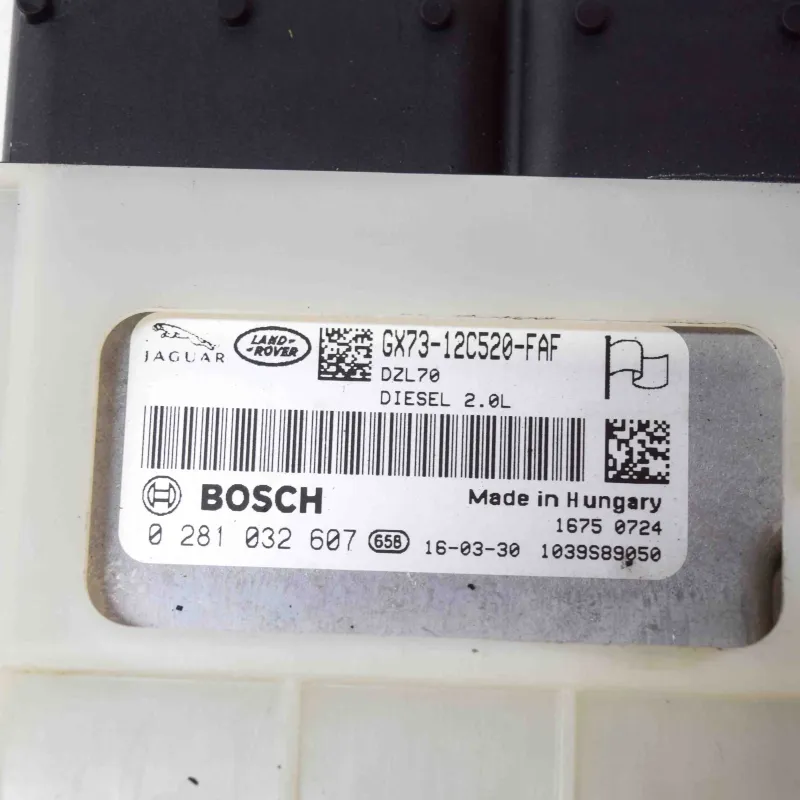 JAGUAR
LAND-
-ROVER
GX73-12C520-FAF
DZL70
DIESEL 2.0L
BOSCH
Made in Hungary
1675 0724
0 281 032 607 658 16-03-30 1039S89050